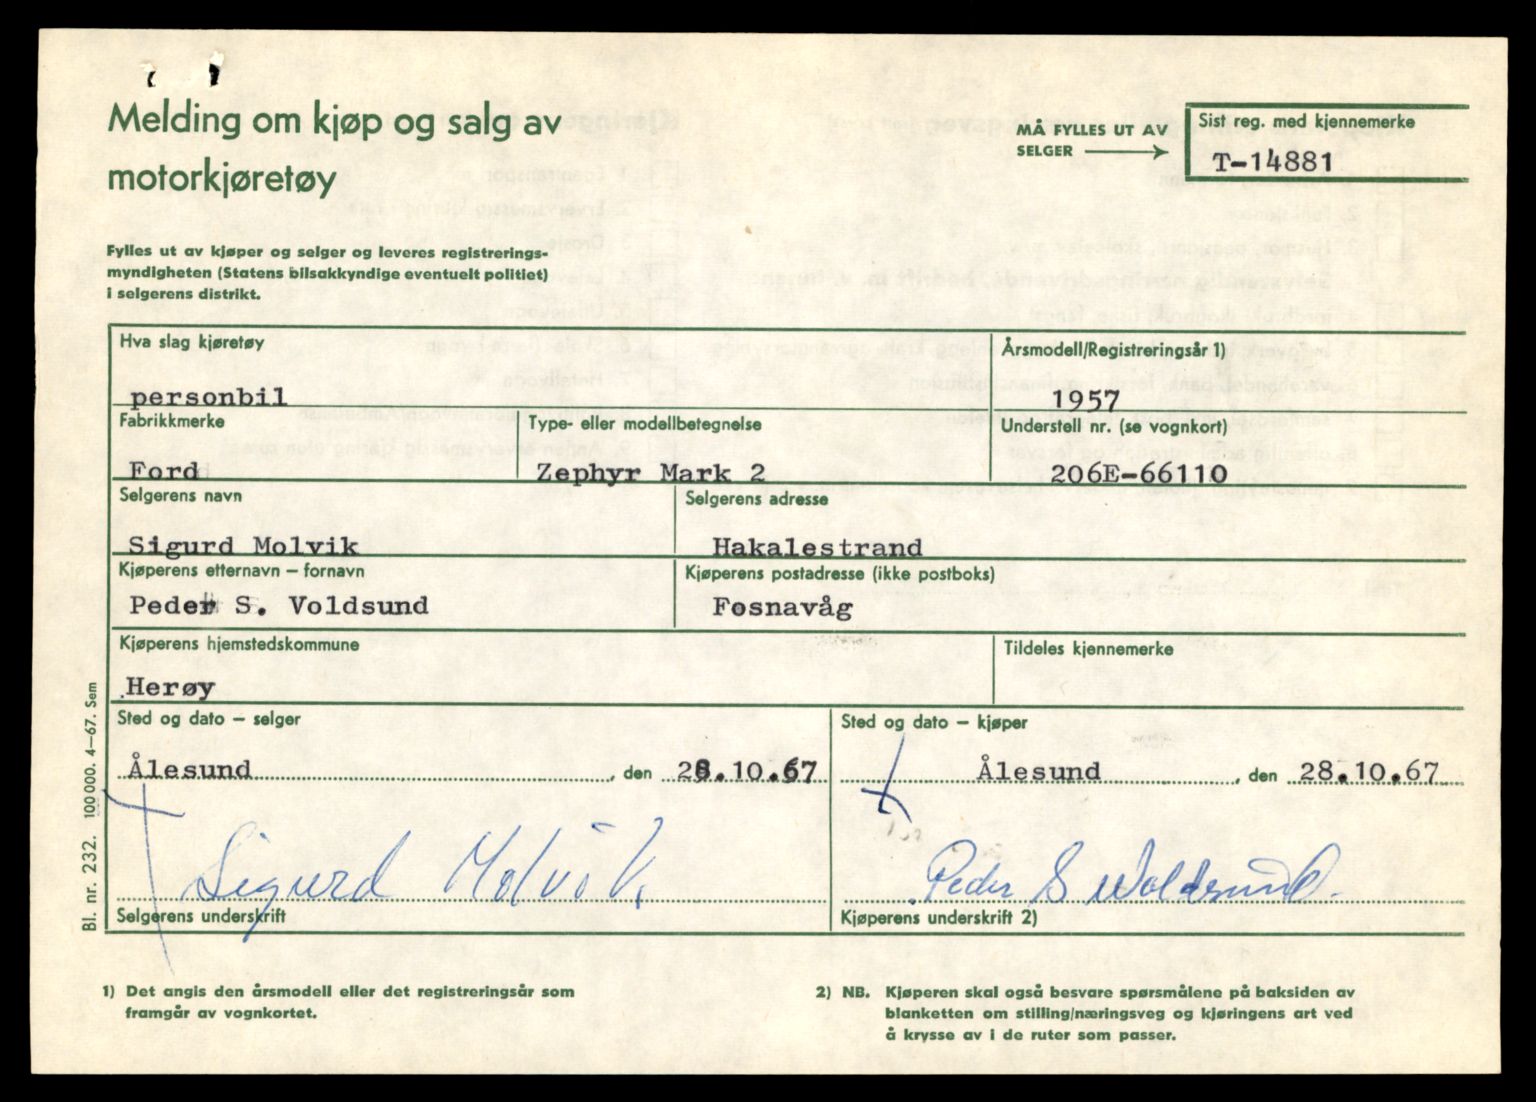 Melding om kjøp og salg av
motorkjøretøy
MÅ FYLLES UT AV
SELGER
Sist reg. med kjennemerke
T-14881
Fylles ut av kjøper og selger og leveres registrerings-
myndigheten (Statens bilsakkyndige eventuelt politiet)
i selgerens distrikt.
Hva slag kjøretøy
Årsmodell/Registreringsår 1)
personbil
1957
Fabrikkmerke
Type- eller modellbetegnelse
Understell nr. (se vognkort)
Ford
Zephyr Mark 2
206E-66110
Selgerens navn
Selgerens adresse
Sigurd Molvik
Hakalestrand
Kjøperens etternavn – fornavn
Kjøperens postadresse (ikke postboks)
Peder S. Voldsund
Fosnavåg
Kjøperens hjemstedskommune
Tildeles kjennemerke
Herøy
Sted og dato – selger
Sted og dato – kjøper
Ålesund, den 28.10.67
Ålesund, den 28.10.67
Sigurd Molvik.
Peder S Woldsund.
Selgerens underskrift
Kjøperens underskrift 2)
Bl. nr. 232. 100 000. 4–67. Sem
1) Det angis den årsmodell eller det registreringsår som
framgår av vognkortet.
2) NB. Kjøperen skal også besvare spørsmålene på baksiden av
blanketten om stilling/næringsveg og kjøringens art ved
å krysse av i de ruter som passer.